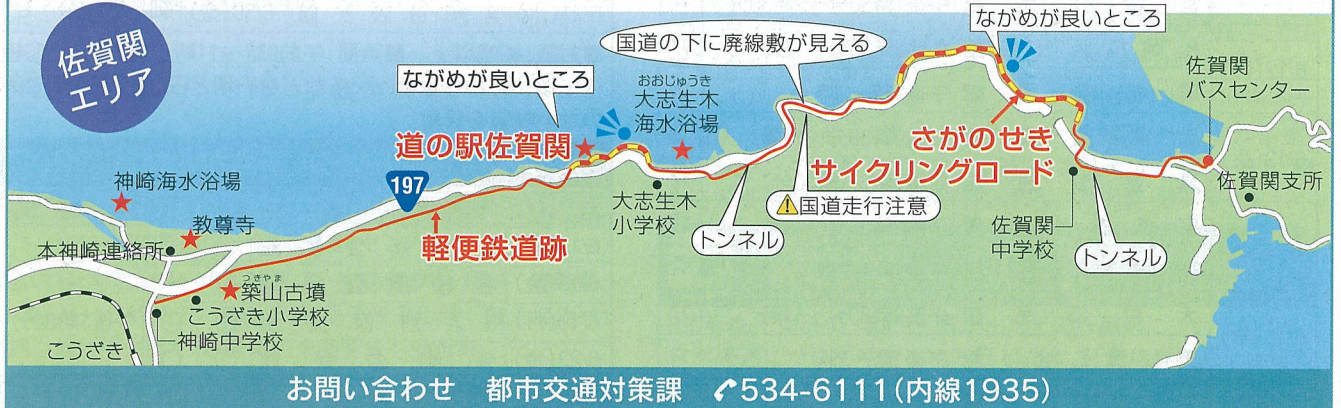 佐賀関
エリア
ながめが良いところ
国道の下に廃線敷が見える
ながめが良いところ
おおじゅうき
大志生木
海水浴場
佐賀関
バスセンター
道の駅佐賀関
さがのせき
サイクリングロード
197
神崎海水浴場
教尊寺
本神崎連絡所
軽便鉄道跡
大志生木
小学校
⚠国道走行注意
トンネル
佐賀関
中学校
トンネル
佐賀関支所
つきやま
築山古墳
こうざき小学校
神崎中学校
こうざき
お問い合わせ 都市交通対策課 534-6111(内線1935)